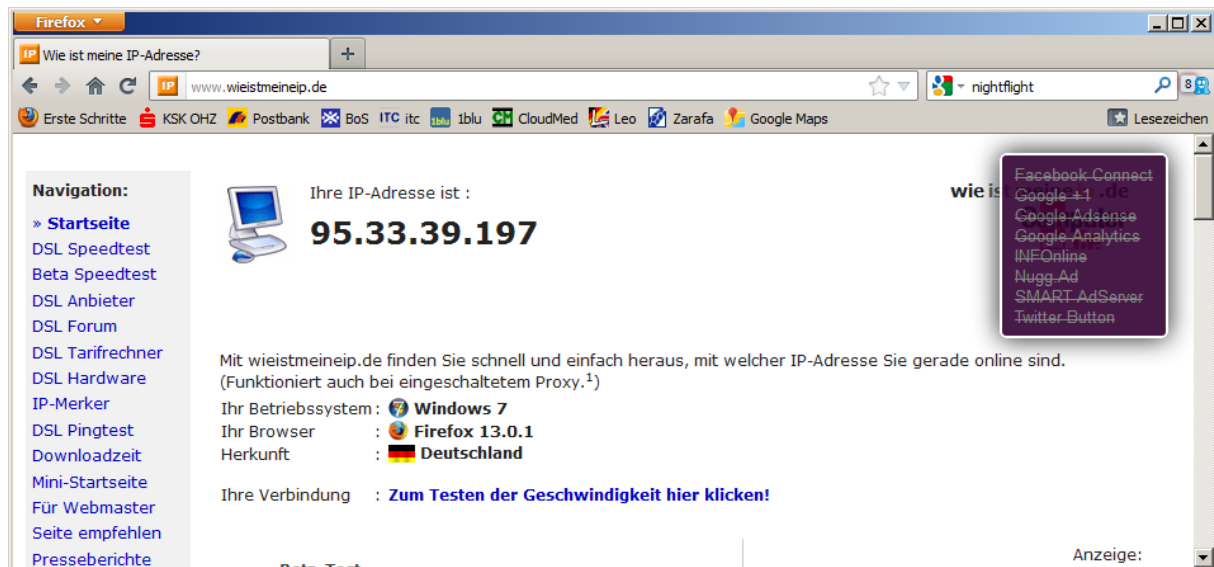 Firefox
Wie ist meine IP-Adresse?
www.wieistmeineip.de
nightflight
8
Erste Schritte KSK OHZ Postbank BoS ITC itc 1blu 1blu CloudMed Leo Zarafa Google Maps Lesezeichen
Navigation:
» Startseite
DSL Speedtest
Beta Speedtest
DSL Anbieter
DSL Forum
DSL Tarifrechner
DSL Hardware
IP-Merker
DSL Pingtest
Downloadzeit
Mini-Startseite
Für Webmaster
Seite empfehlen
Presseberichte
Ihre IP-Adresse ist :
95.33.39.197
wie ist .de
Facebook Connect
Google +1
Google Adsense
Google Analytics
INFOnline
Nugg.Ad
SMART AdServer
Twitter Button
Mit wieistmeineip.de finden Sie schnell und einfach heraus, mit welcher IP-Adresse Sie gerade online sind.
(Funktioniert auch bei eingeschaltetem Proxy.¹)
Ihr Betriebssystem : Windows 7
Ihr Browser : Firefox 13.0.1
Herkunft : Deutschland
Ihre Verbindung : Zum Testen der Geschwindigkeit hier klicken!
Anzeige: